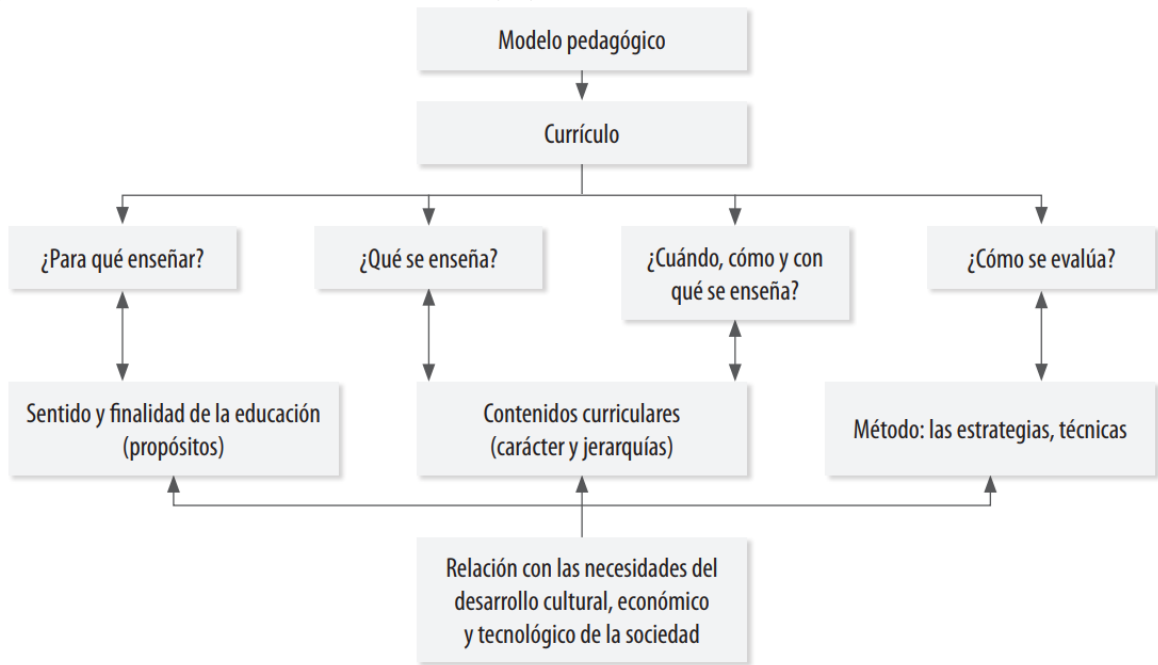 Modelo pedagógico
Currículo
¿Para qué enseñar?
¿Qué se enseña?
¿Cuándo, cómo y con
qué se enseña?
¿Cómo se evalúa?
Sentido y finalidad de la educación
(propósitos)
Contenidos curriculares
(carácter y jerarquías)
Método: las estrategias, técnicas
Relación con las necesidades del
desarrollo cultural, económico
y tecnológico de la sociedad